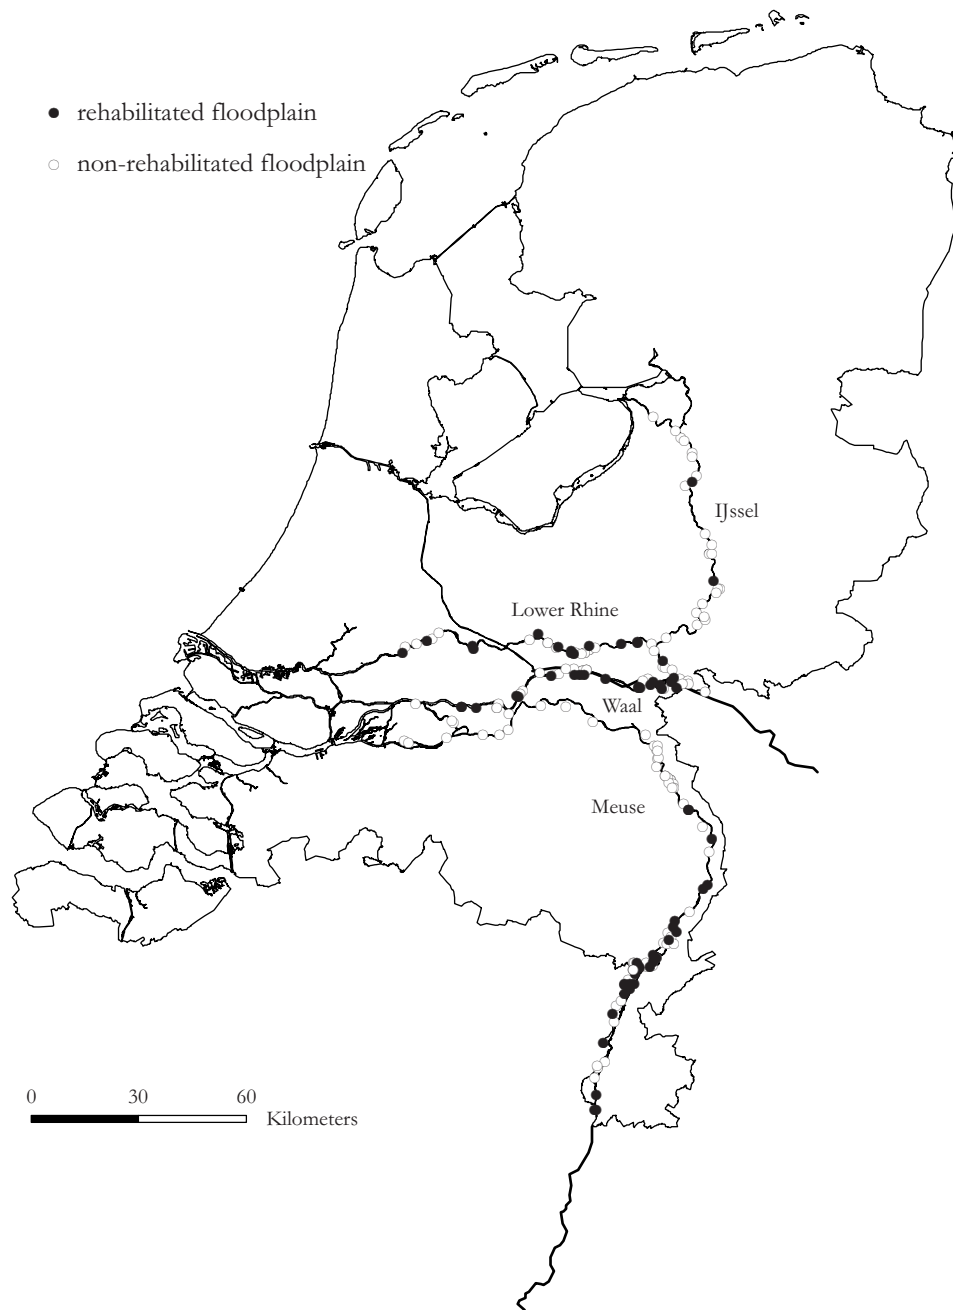 rehabilitated floodplain
non-rehabilitated floodplain
IJssel
Lower Rhine
Waal
Meuse
0 30 60
Kilometers